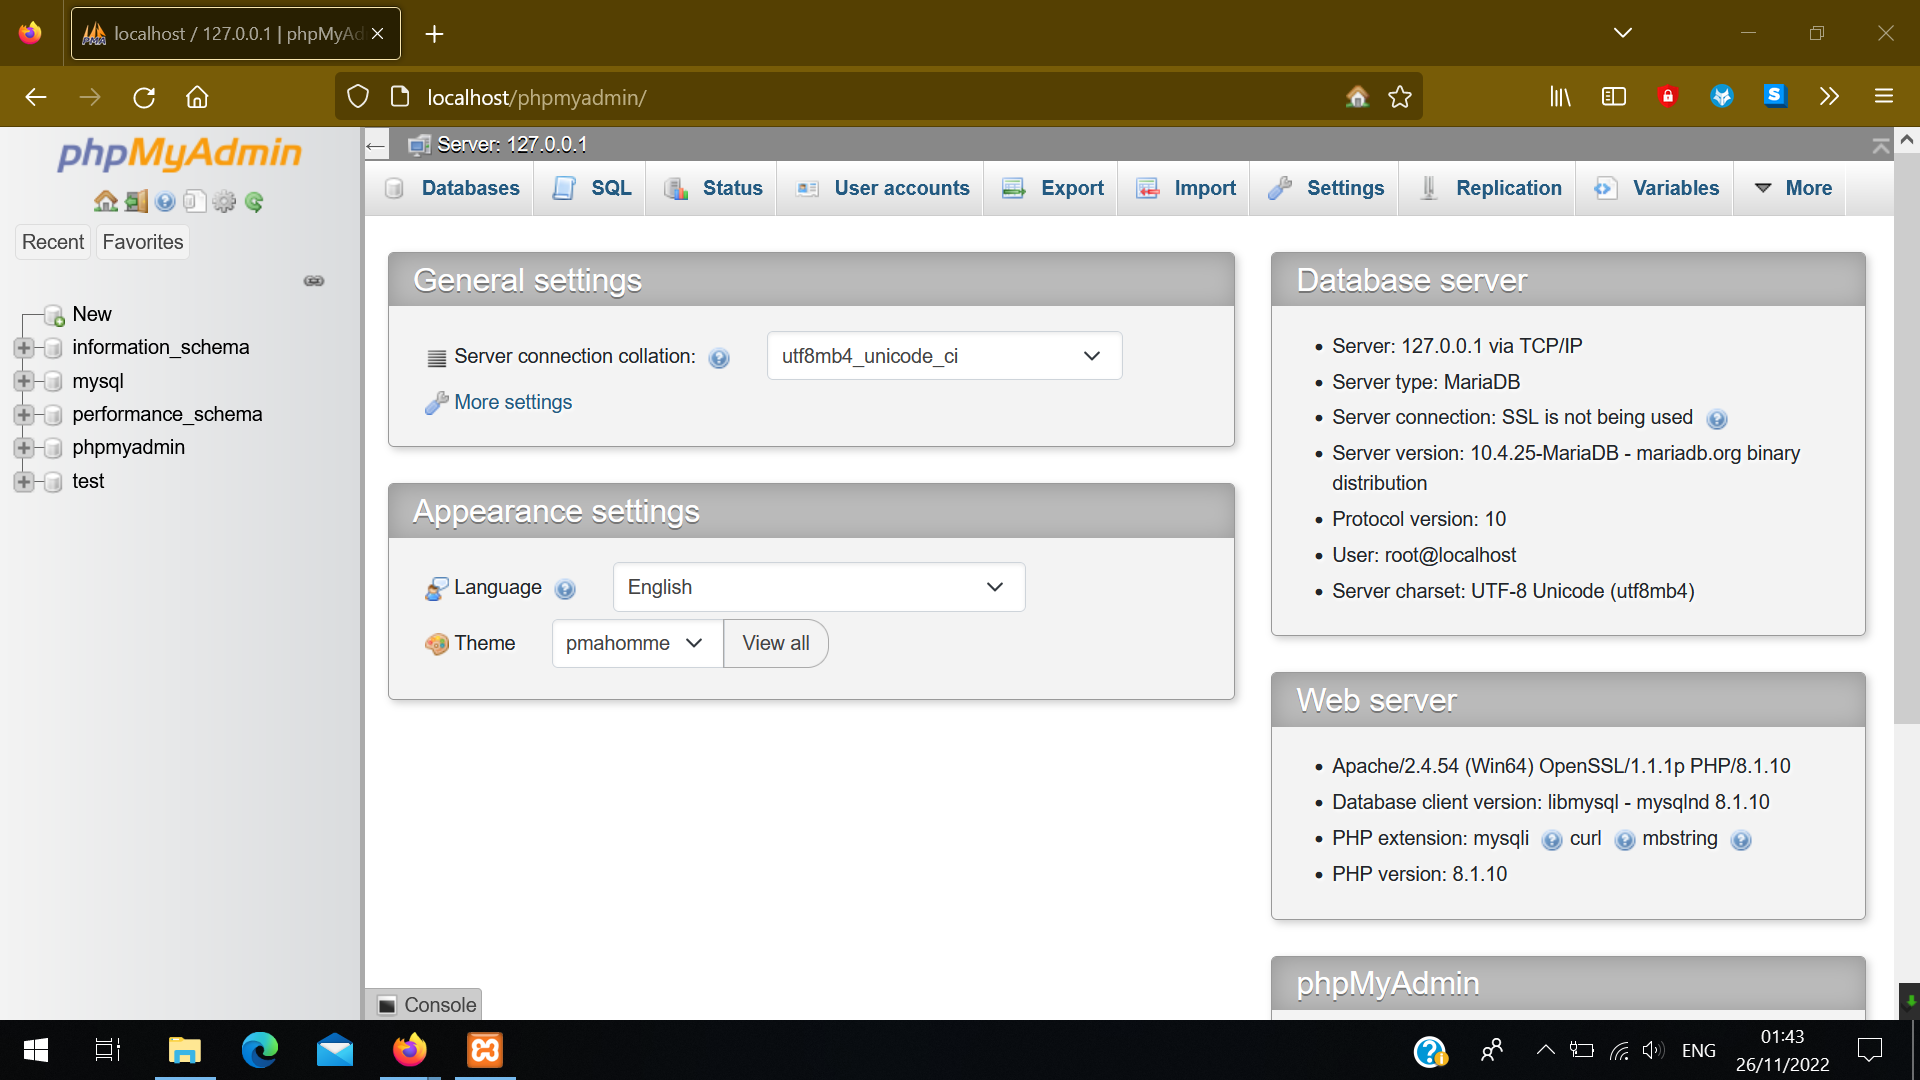 localhost / 127.0.0.1 | phpMyAd
localhost/phpmyadmin/
phpMyAdmin
Recent
Favorites
New
information_schema
mysql
performance_schema
phpmyadmin
test
Server: 127.0.0.1
Databases
SQL
Status
User accounts
Export
Import
Settings
Replication
Variables
More
General settings
Server connection collation:
utf8mb4_unicode_ci
More settings
Appearance settings
Language
English
Theme
pmahomme
View all
Database server
Server: 127.0.0.1 via TCP/IP
Server type: MariaDB
Server connection: SSL is not being used
Server version: 10.4.25-MariaDB - mariadb.org binary
distribution
Protocol version: 10
User: root@localhost
Server charset: UTF-8 Unicode (utf8mb4)
Web server
Apache/2.4.54 (Win64) OpenSSL/1.1.1p PHP/8.1.10
Database client version: libmysql - mysqlnd 8.1.10
PHP extension: mysqli curl mbstring
PHP version: 8.1.10
phpMyAdmin
Console
ENG
01:43
26/11/2022